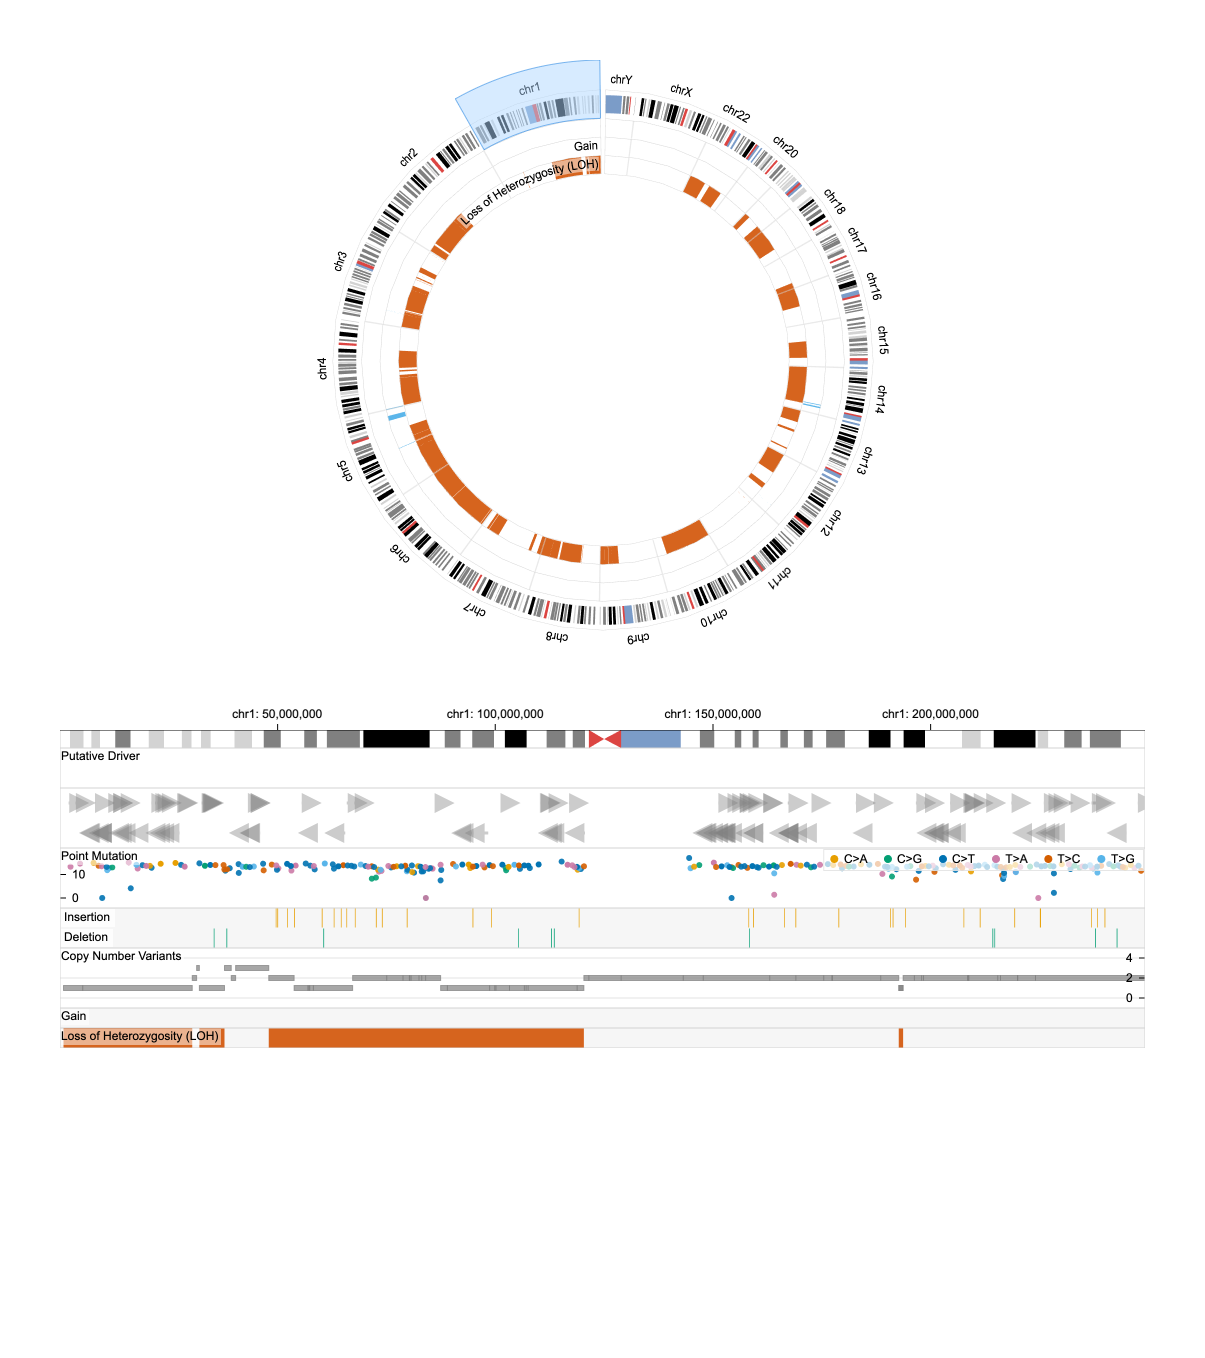 chr1
chrY
chrX
chr22
chr20
chr18
chr17
chr16
chr15
chr14
chr13
chr12
chr11
chr10
chr9
chr8
chr7
chr6
chr5
chr4
chr3
chr2
Gain
Loss of Heterozygosity (LOH)
chr1: 50,000,000
chr1: 100,000,000
chr1: 150,000,000
chr1: 200,000,000
Putative Driver
Point Mutation
C>A
C>G
C>T
T>A
T>C
T>G
10
0
Insertion
Deletion
Copy Number Variants
4
2
0
Gain
Loss of Heterozygosity (LOH)